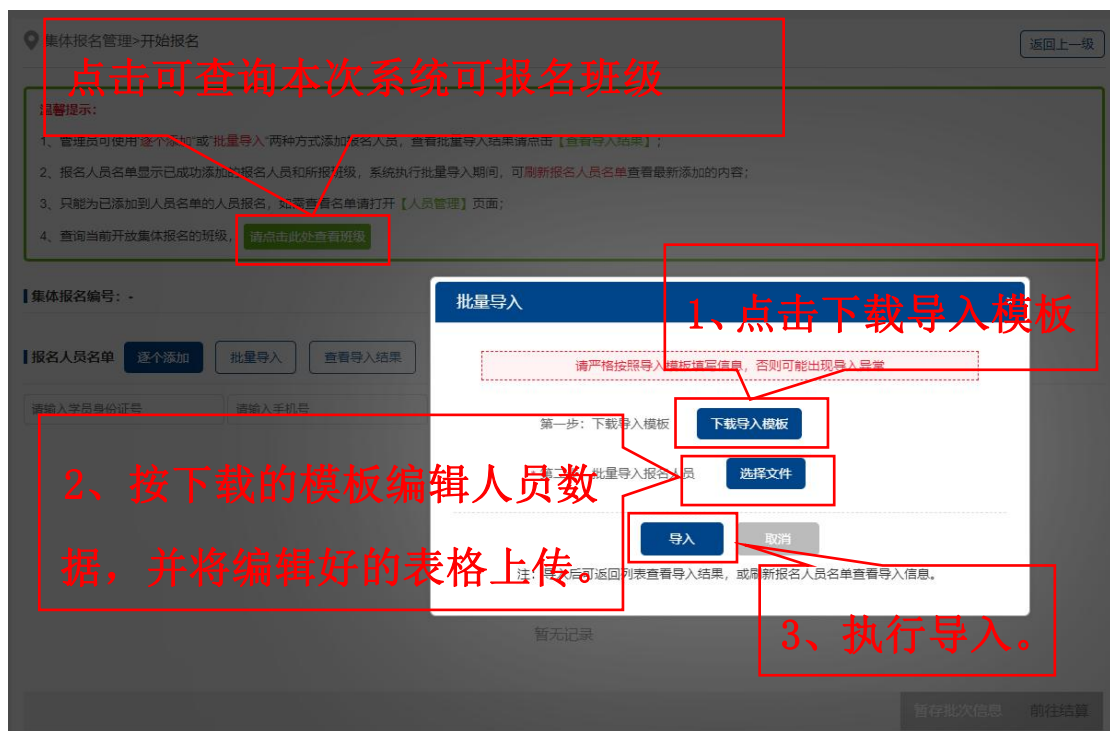 集体报名管理>开始报名
返回上一级
点击可查询本次系统可报名班级
温馨提示：
1、管理员可使用"逐个添加"或"批量导入"两种方式添加报名人员，查看批量导入结果请点击【查看导入结果】；
2、报名人员名单显示已成功添加的报名人员和所报班级，系统执行批量导入期间，可刷新报名人员名单查看最新添加的内容；
3、只能为已添加到人员名单的人员报名，如需查看名单请打开【人员管理】页面；
4、查询当前开放集体报名的班级，请点击此处查看班级
集体报名编号：-
批量导入
1、点击下载导入模板
报名人员名单 逐个添加 批量导入 查看导入结果
请严格按照导入模板填写信息，否则可能出现导入异常
请输入学员身份证号 请输入手机号
第一步：下载导入模板 下载导入模板
2、按下载的模板编辑人员数
据，并将编辑好的表格上传。
第二步：批量导入报名人员 选择文件
导入 取消
注：导入后可返回列表查看导入结果，或刷新报名人员名单查看导入信息。
3、执行导入。
暂无记录
暂存批次信息 前往结算